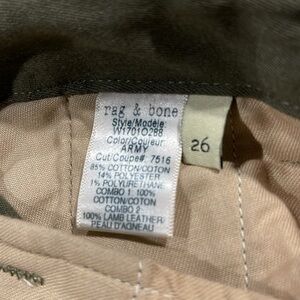 rag & bone
Style/Modèle:
W1701O288
Color/Couleur:
ARMY
Cut/Coupe#: 7516
85% COTTON/COTON
14% POLYESTER
1% POLYURETHANE
COMBO 1 100%
COTTON/COTON
COMBO 2
100% LAMB LEATHER/
PEAU D'AGNEAU
26